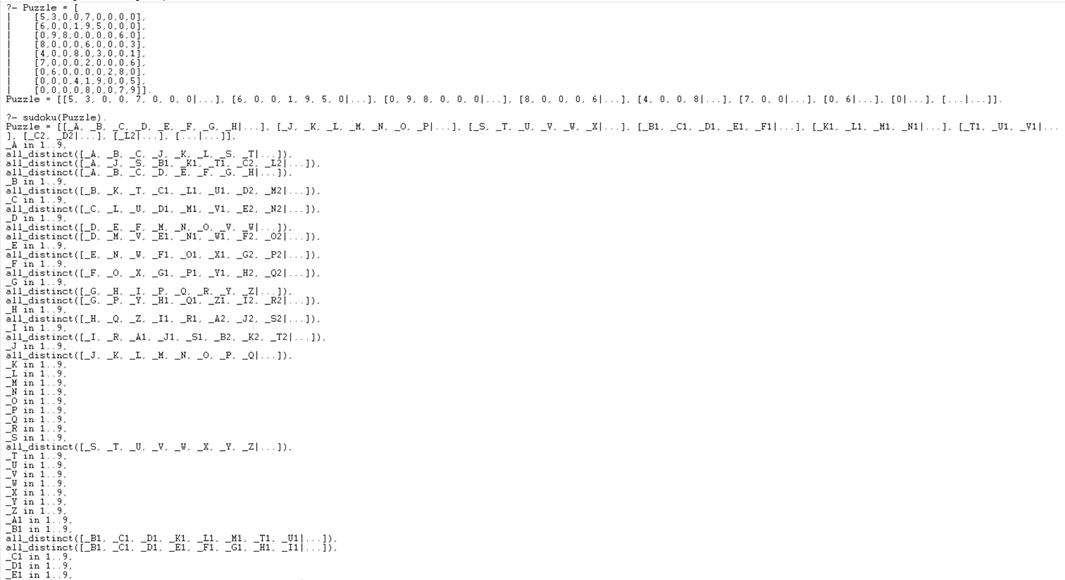 ?- Puzzle = [
|    [5,3,0,0,7,0,0,0,0],
|    [6,0,0,1,9,5,0,0,0],
|    [0,9,8,0,0,0,0,6,0],
|    [8,0,0,0,6,0,0,0,3],
|    [4,0,0,8,0,3,0,0,1],
|    [7,0,0,0,2,0,0,0,6],
|    [0,6,0,0,0,0,2,8,0],
|    [0,0,0,4,1,9,0,0,5],
|    [0,0,0,0,8,0,0,7,9]].
Puzzle = [[5, 3, 0, 0, 7, 0, 0, 0|...], [6, 0, 0, 1, 9, 5, 0|...], [0, 9, 8, 0, 0, 0|...], [8, 0, 0, 0, 6|...], [4, 0, 0, 8|...], [7, 0, 0|...], [0, 6|...], [0|...], [...|...]].
?- sudoku(Puzzle).
Puzzle = [[_A, _B, _C, _D, _E, _F, _G, _H|...], [_J, _K, _L, _M, _N, _O, _P|...], [_S, _T, _U, _V, _W, _X|...], [_B1, _C1, _D1, _E1, _F1|...], [_K1, _L1, _M1, _N1|...], [_T1, _U1, _V1|...
], [_C2, _D2|...], [_L2|...], [...|...]],
_A in 1..9,
all_distinct([_A, _B, _C, _J, _K, _L, _S, _T|...]),
all_distinct([_A, _J, _S, _B1, _K1, _T1, _C2, _L2|...]),
all_distinct([_A, _B, _C, _D, _E, _F, _G, _H|...]),
_B in 1..9,
all_distinct([_B, _K, _T, _C1, _L1, _U1, _D2, _M2|...]),
_C in 1..9,
all_distinct([_C, _L, _U, _D1, _M1, _V1, _E2, _N2|...]),
_D in 1..9,
all_distinct([_D, _E, _F, _M, _N, _O, _V, _W|...]),
all_distinct([_D, _M, _V, _E1, _N1, _W1, _F2, _O2|...]),
_E in 1..9,
all_distinct([_E, _N, _W, _F1, _O1, _X1, _G2, _P2|...]),
_F in 1..9,
all_distinct([_F, _O, _X, _G1, _P1, _Y1, _H2, _Q2|...]),
_G in 1..9,
all_distinct([_G, _H, _I, _P, _Q, _R, _Y, _Z|...]),
all_distinct([_G, _P, _Y, _H1, _Q1, _Z1, _I2, _R2|...]),
_H in 1..9,
all_distinct([_H, _Q, _Z, _I1, _R1, _A2, _J2, _S2|...]),
_I in 1..9,
all_distinct([_I, _R, _A1, _J1, _S1, _B2, _K2, _T2|...]),
_J in 1..9,
all_distinct([_J, _K, _L, _M, _N, _O, _P, _Q|...]),
_K in 1..9,
_L in 1..9,
_M in 1..9,
_N in 1..9,
_O in 1..9,
_P in 1..9,
_Q in 1..9,
_R in 1..9,
_S in 1..9,
all_distinct([_S, _T, _U, _V, _W, _X, _Y, _Z|...]),
_T in 1..9,
_U in 1..9,
_V in 1..9,
_W in 1..9,
_X in 1..9,
_Y in 1..9,
_Z in 1..9,
_A1 in 1..9,
_B1 in 1..9,
all_distinct([_B1, _C1, _D1, _K1, _L1, _M1, _T1, _U1|...]),
all_distinct([_B1, _C1, _D1, _E1, _F1, _G1, _H1, _I1|...]),
_C1 in 1..9,
_D1 in 1..9,
_E1 in 1..9,